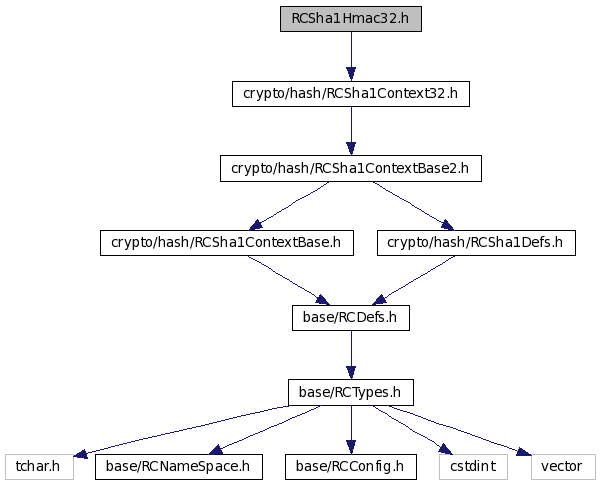 RCSha1Hmac32.h
crypto/hash/RCSha1Context32.h
crypto/hash/RCSha1ContextBase2.h
crypto/hash/RCSha1ContextBase.h
crypto/hash/RCSha1Defs.h
base/RCDefs.h
base/RCTypes.h
tchar.h
base/RCNameSpace.h
base/RCConfig.h
cstdint
vector